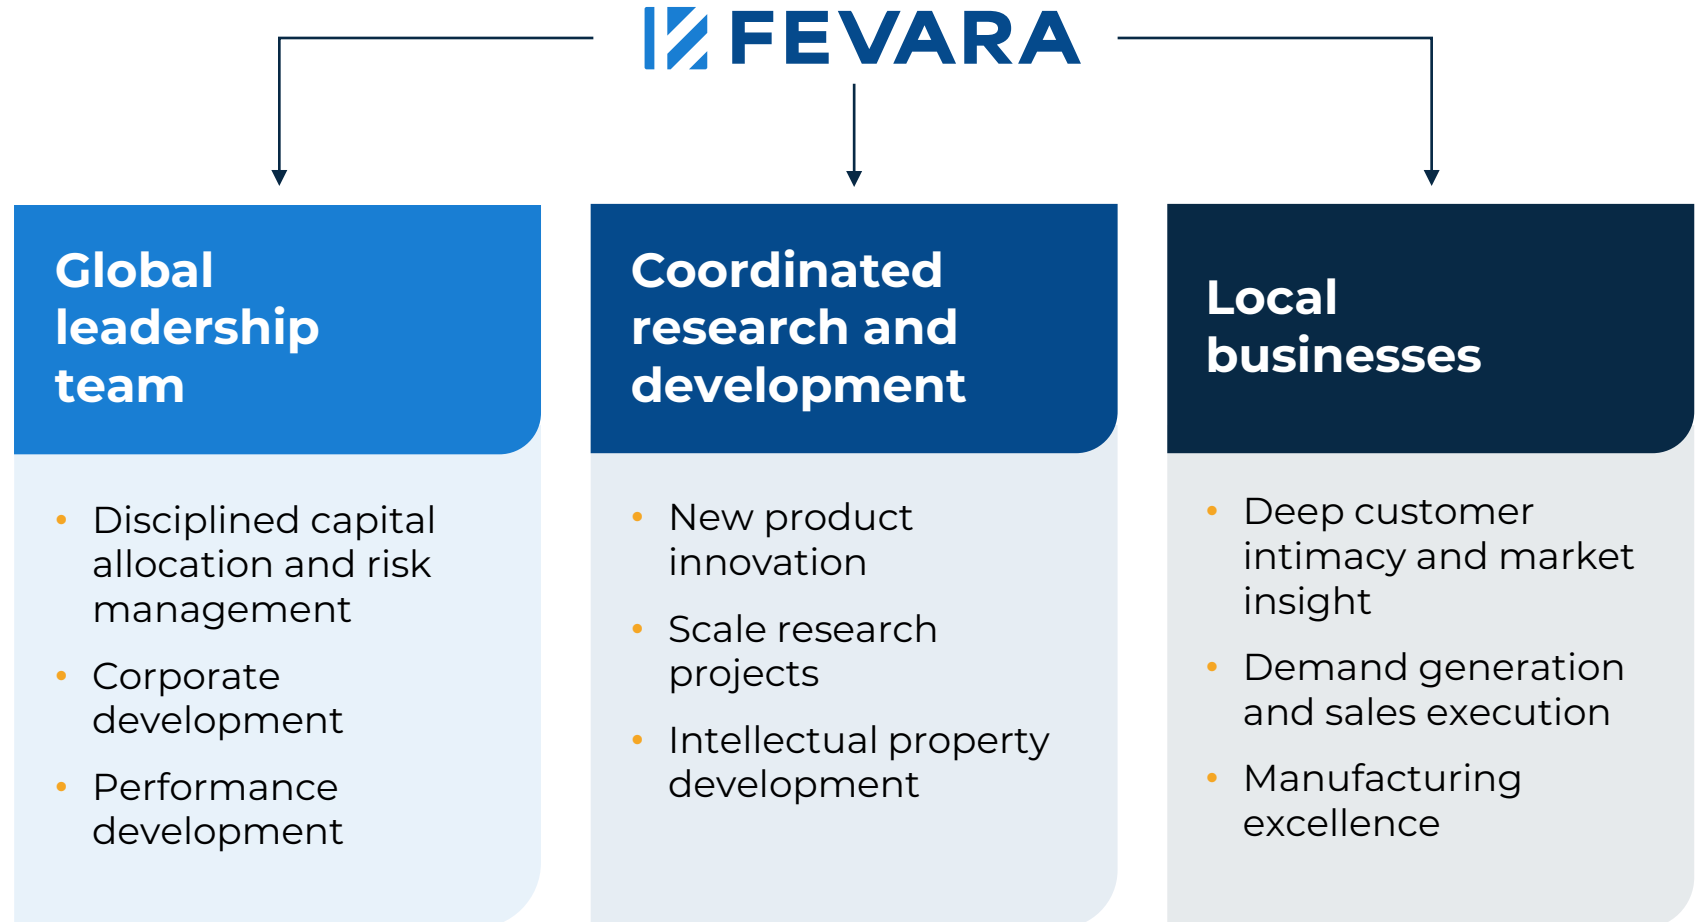 FEVARA
Global
leadership
team
• Disciplined capital
allocation and risk
management
• Corporate
development
• Performance
development
Coordinated
research and
development
• New product
innovation
• Scale research
projects
• Intellectual property
development
Local
businesses
• Deep customer
intimacy and market
insight
• Demand generation
and sales execution
• Manufacturing
excellence